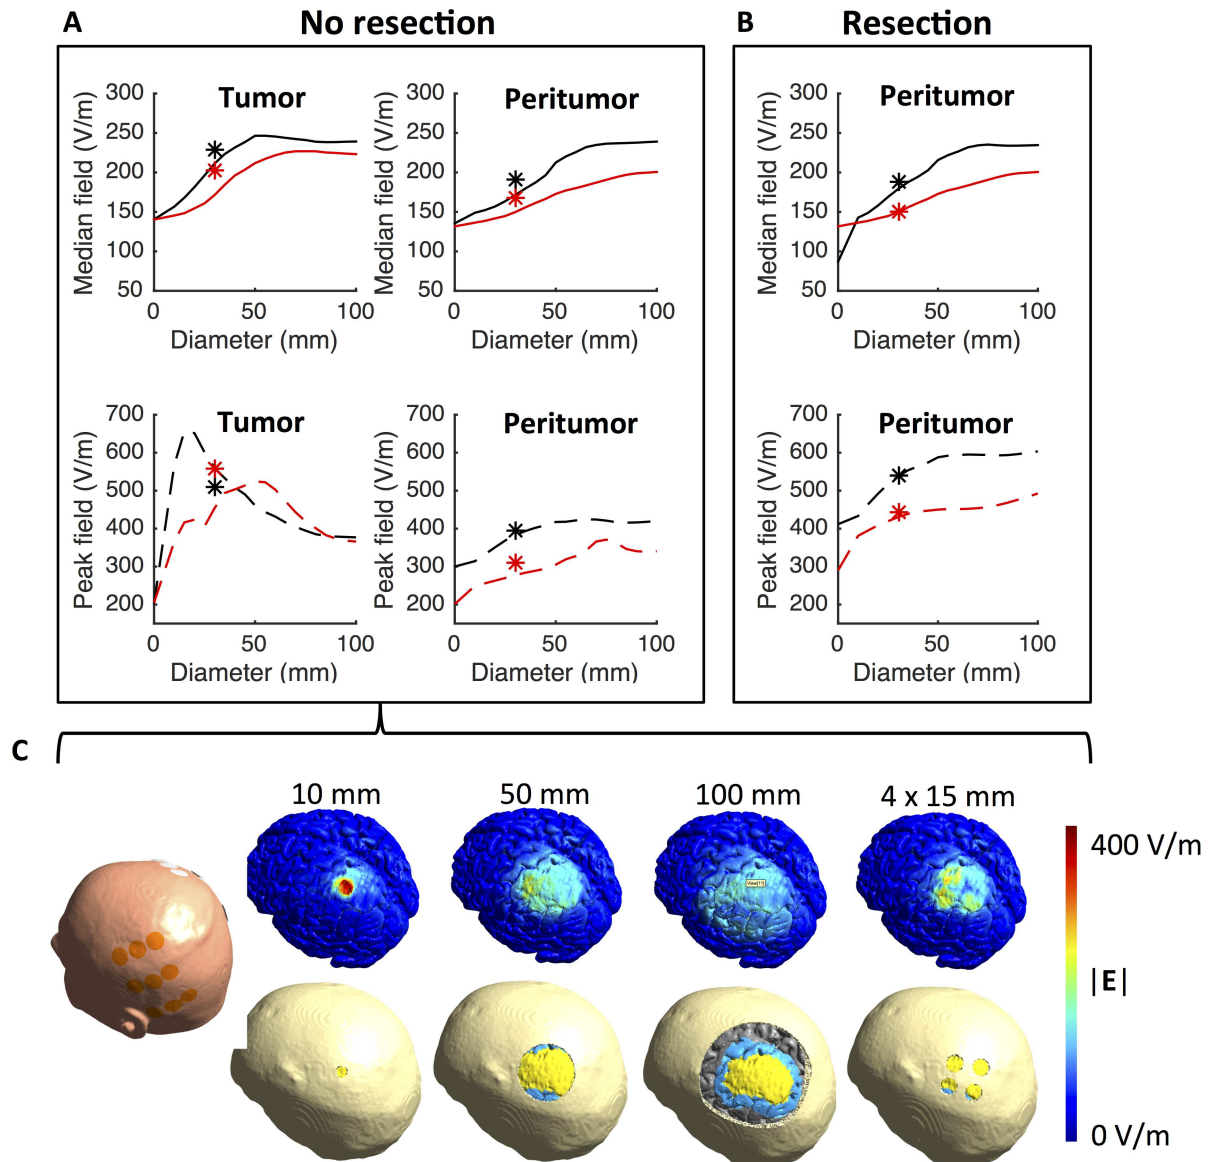 A
No resection
B
Resection
Tumor
Median field (V/m)
300
250
200
150
100
50
0
50
100
Diameter (mm)
Peritumor
Median field (V/m)
300
250
200
150
100
50
0
50
100
Diameter (mm)
Peritumor
Median field (V/m)
300
250
200
150
100
50
0
50
100
Diameter (mm)
Tumor
Peak field (V/m)
700
600
500
400
300
200
0
50
100
Diameter (mm)
Peritumor
Peak field (V/m)
700
600
500
400
300
200
0
50
100
Diameter (mm)
Peritumor
Peak field (V/m)
700
600
500
400
300
200
0
50
100
Diameter (mm)
C
10 mm
50 mm
100 mm
4 x 15 mm
400 V/m
|E|
0 V/m